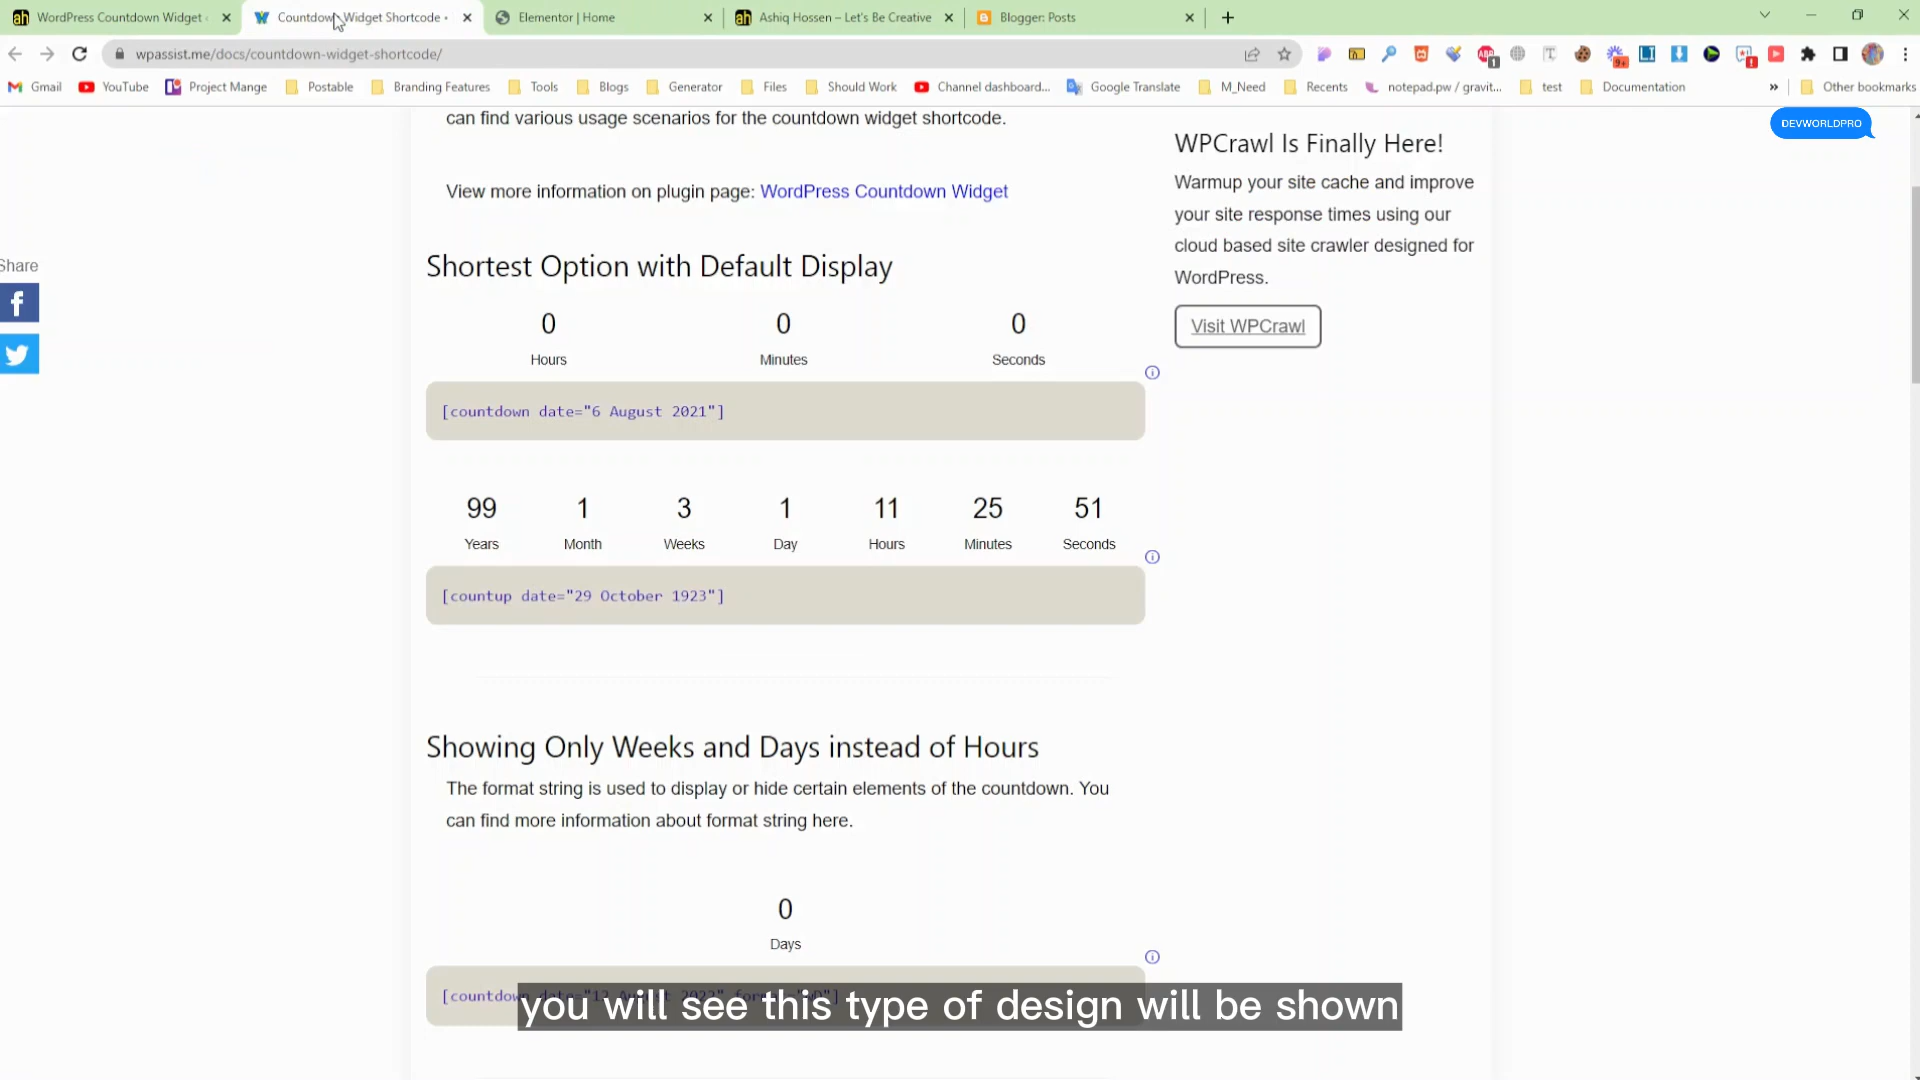 WordPress Countdown Widget
Countdown Widget Shortcode
Elementor | Home
Ashiq Hossen – Let's Be Creative
Blogger: Posts
wpassist.me/docs/countdown-widget-shortcode/
Gmail
YouTube
Project Mange
Postable
Branding Features
Tools
Blogs
Generator
Files
Should Work
Channel dashboard...
Google Translate
M_Need
Recents
notepad.pw / gravit...
test
Documentation
Other bookmarks
can find various usage scenarios for the countdown widget shortcode.
View more information on plugin page: WordPress Countdown Widget
Share
Shortest Option with Default Display
0 0 0
Hours Minutes Seconds
[countdown date="6 August 2021"]
99 1 3 1 11 25 51
Years Month Weeks Day Hours Minutes Seconds
[countup date="29 October 1923"]
Showing Only Weeks and Days instead of Hours
The format string is used to display or hide certain elements of the countdown. You
can find more information about format string here.
0
Days
[countdown
you will see this type of design will be shown
DEVWORLDPRO
WPCrawl Is Finally Here!
Warmup your site cache and improve
your site response times using our
cloud based site crawler designed for
WordPress.
Visit WPCrawl